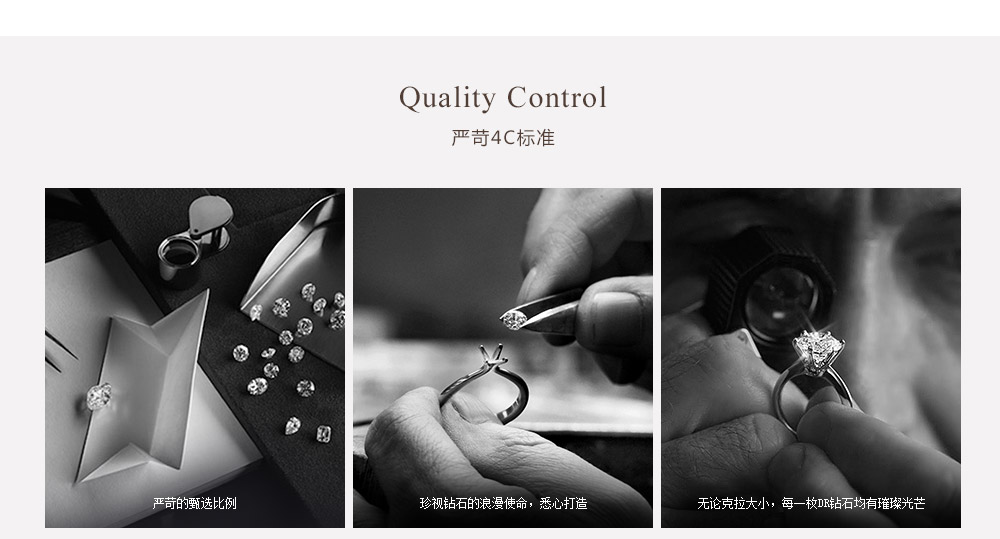 Quality Control
严苛4C标准
严苛的甄选比例
珍视钻石的浪漫使命，悉心打造
无论克拉大小，每一枚DR钻石均有璀璨光芒